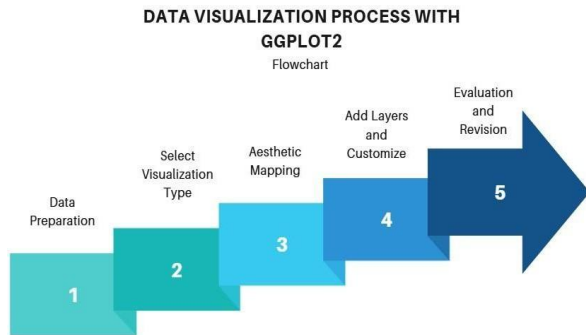 DATA VISUALIZATION PROCESS WITH
GGPLOT2
Flowchart
Data
Preparation
1
Select
Visualization
Type
2
Aesthetic
Mapping
3
Add Layers
and
Customize
4
Evaluation
and
Revision
5